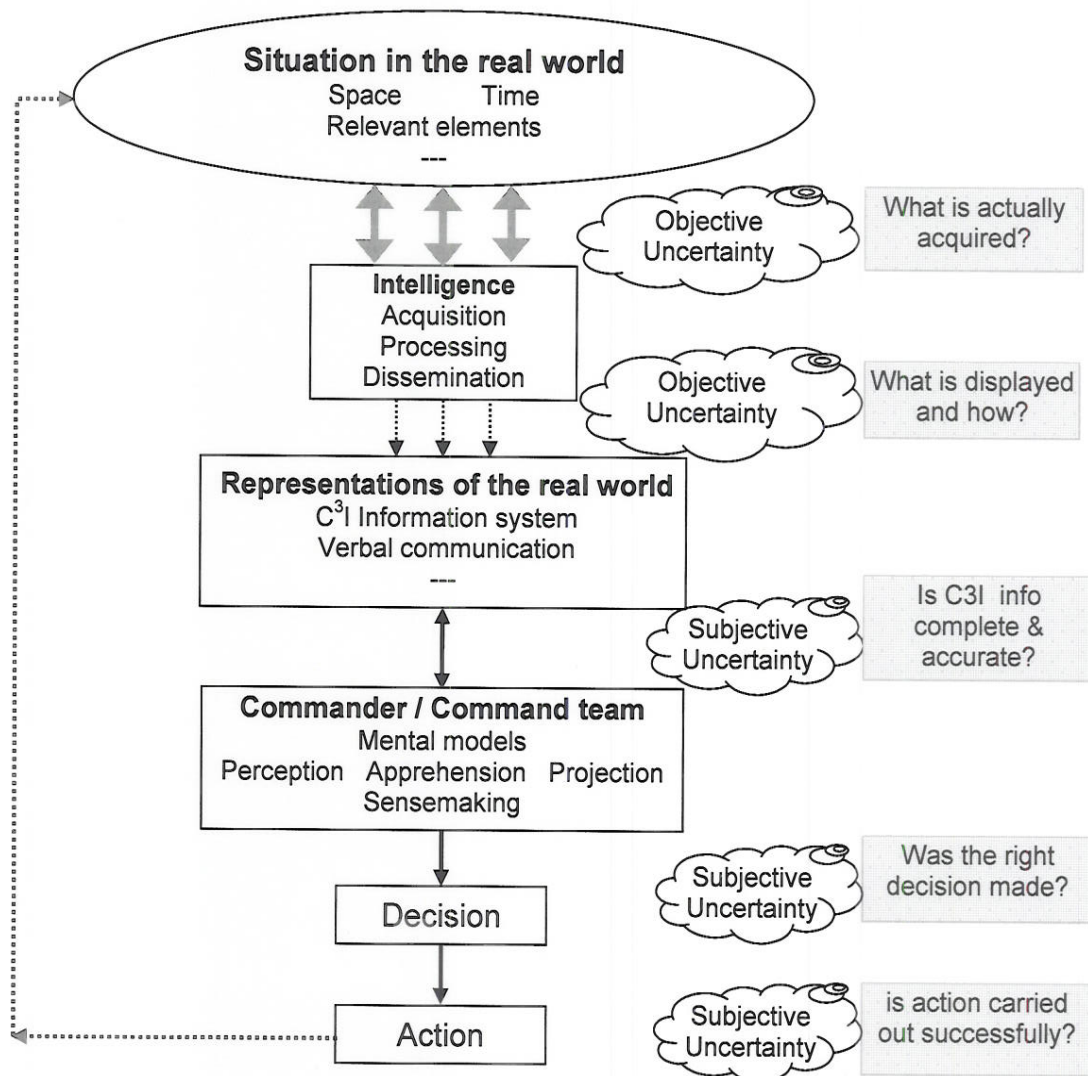 Situation in the real world
Space Time
Relevant elements
---
Objective
Uncertainty
What is actually
acquired?
Intelligence
Acquisition
Processing
Dissemination
Objective
Uncertainty
What is displayed
and how?
Representations of the real world
C³I Information system
Verbal communication
---
Subjective
Uncertainty
Is C3I info
complete &
accurate?
Commander / Command team
Mental models
Perception Apprehension Projection
Sensemaking
Subjective
Uncertainty
Was the right
decision made?
Decision
Subjective
Uncertainty
is action carried
out successfully?
Action